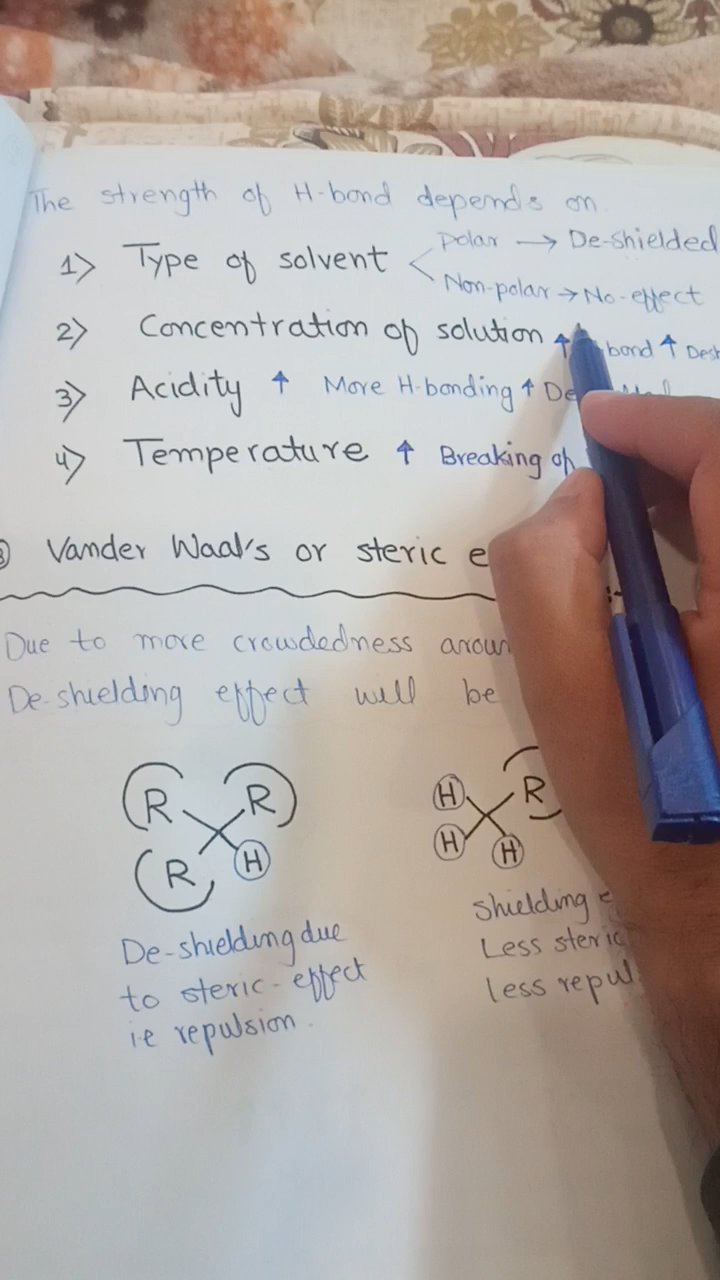 The strength of H-bond depends on
1) Type of solvent < Polar → De-shielded
Non-polar → No-effect
2) Concentration of solution ↑ bond ↑
3) Acidity ↑ More H-bonding ↑
4) Temperature ↑ Breaking of
Vander Waal's or steric
Due to more crowdedness
De-shielding effect will be
R R H R
H R H H
De-shielding due
to steric-effect
i.e repulsion.
Shielding
Less steric
less